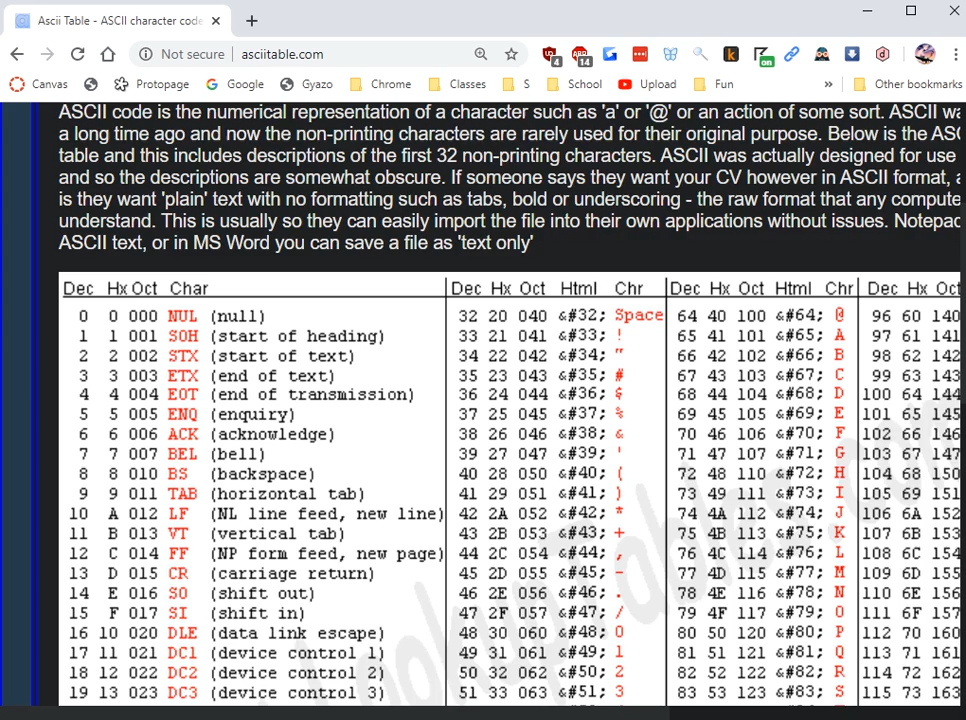 Ascii Table - ASCII character code
Not secure | asciitable.com
4 14 on
Canvas Protopage Google Gyazo Chrome Classes S School Upload Fun » Other bookmarks
ASCII code is the numerical representation of a character such as 'a' or '@' or an action of some sort. ASCII wa
a long time ago and now the non-printing characters are rarely used for their original purpose. Below is the ASC
table and this includes descriptions of the first 32 non-printing characters. ASCII was actually designed for use
and so the descriptions are somewhat obscure. If someone says they want your CV however in ASCII format, a
is they want 'plain' text with no formatting such as tabs, bold or underscoring - the raw format that any compute
understand. This is usually so they can easily import the file into their own applications without issues. Notepad
ASCII text, or in MS Word you can save a file as 'text only'
Dec Hx Oct Char Dec Hx Oct Html Chr Dec Hx Oct Html Chr Dec Hx Oct
0 0 000 NUL (null) 32 20 040 &#32; Space 64 40 100 &#64; @ 96 60 140
1 1 001 SOH (start of heading) 33 21 041 &#33; ! 65 41 101 &#65; A 97 61 141
2 2 002 STX (start of text) 34 22 042 &#34; " 66 42 102 &#66; B 98 62 142
3 3 003 ETX (end of text) 35 23 043 &#35; # 67 43 103 &#67; C 99 63 143
4 4 004 EOT (end of transmission) 36 24 044 &#36; $ 68 44 104 &#68; D 100 64 144
5 5 005 ENQ (enquiry) 37 25 045 &#37; % 69 45 105 &#69; E 101 65 145
6 6 006 ACK (acknowledge) 38 26 046 &#38; & 70 46 106 &#70; F 102 66 146
7 7 007 BEL (bell) 39 27 047 &#39; ' 71 47 107 &#71; G 103 67 147
8 8 010 BS (backspace) 40 28 050 &#40; ( 72 48 110 &#72; H 104 68 150
9 9 011 TAB (horizontal tab) 41 29 051 &#41; ) 73 49 111 &#73; I 105 69 151
10 A 012 LF (NL line feed, new line) 42 2A 052 &#42; * 74 4A 112 &#74; J 106 6A 152
11 B 013 VT (vertical tab) 43 2B 053 &#43; + 75 4B 113 &#75; K 107 6B 153
12 C 014 FF (NP form feed, new page) 44 2C 054 &#44; , 76 4C 114 &#76; L 108 6C 154
13 D 015 CR (carriage return) 45 2D 055 &#45; - 77 4D 115 &#77; M 109 6D 155
14 E 016 SO (shift out) 46 2E 056 &#46; . 78 4E 116 &#78; N 110 6E 156
15 F 017 SI (shift in) 47 2F 057 &#47; / 79 4F 117 &#79; O 111 6F 157
16 10 020 DLE (data link escape) 48 30 060 &#48; 0 80 50 120 &#80; P 112 70 160
17 11 021 DC1 (device control 1) 49 31 061 &#49; 1 81 51 121 &#81; Q 113 71 161
18 12 022 DC2 (device control 2) 50 32 062 &#50; 2 82 52 122 &#82; R 114 72 162
19 13 023 DC3 (device control 3) 51 33 063 &#51; 3 83 53 123 &#83; S 115 73 163